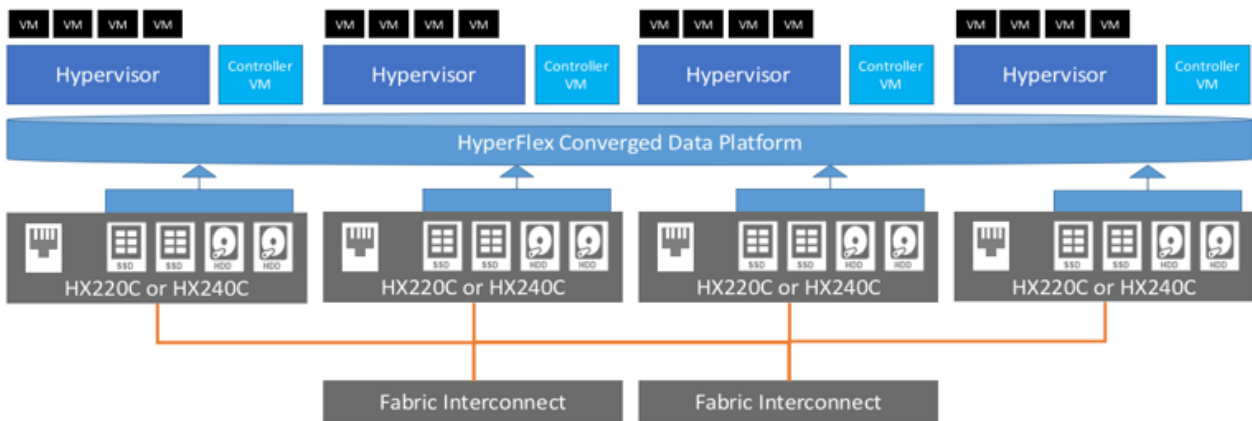 VM VM VM VM VM VM VM VM VM VM VM VM VM VM VM VM
Hypervisor Controller VM Hypervisor Controller VM Hypervisor Controller VM Hypervisor Controller VM
HyperFlex Converged Data Platform
SSD SSD HDD HDD SSD SSD HDD HDD SSD SSD HDD HDD SSD SSD HDD HDD
HX220C or HX240C HX220C or HX240C HX220C or HX240C HX220C or HX240C
Fabric Interconnect Fabric Interconnect